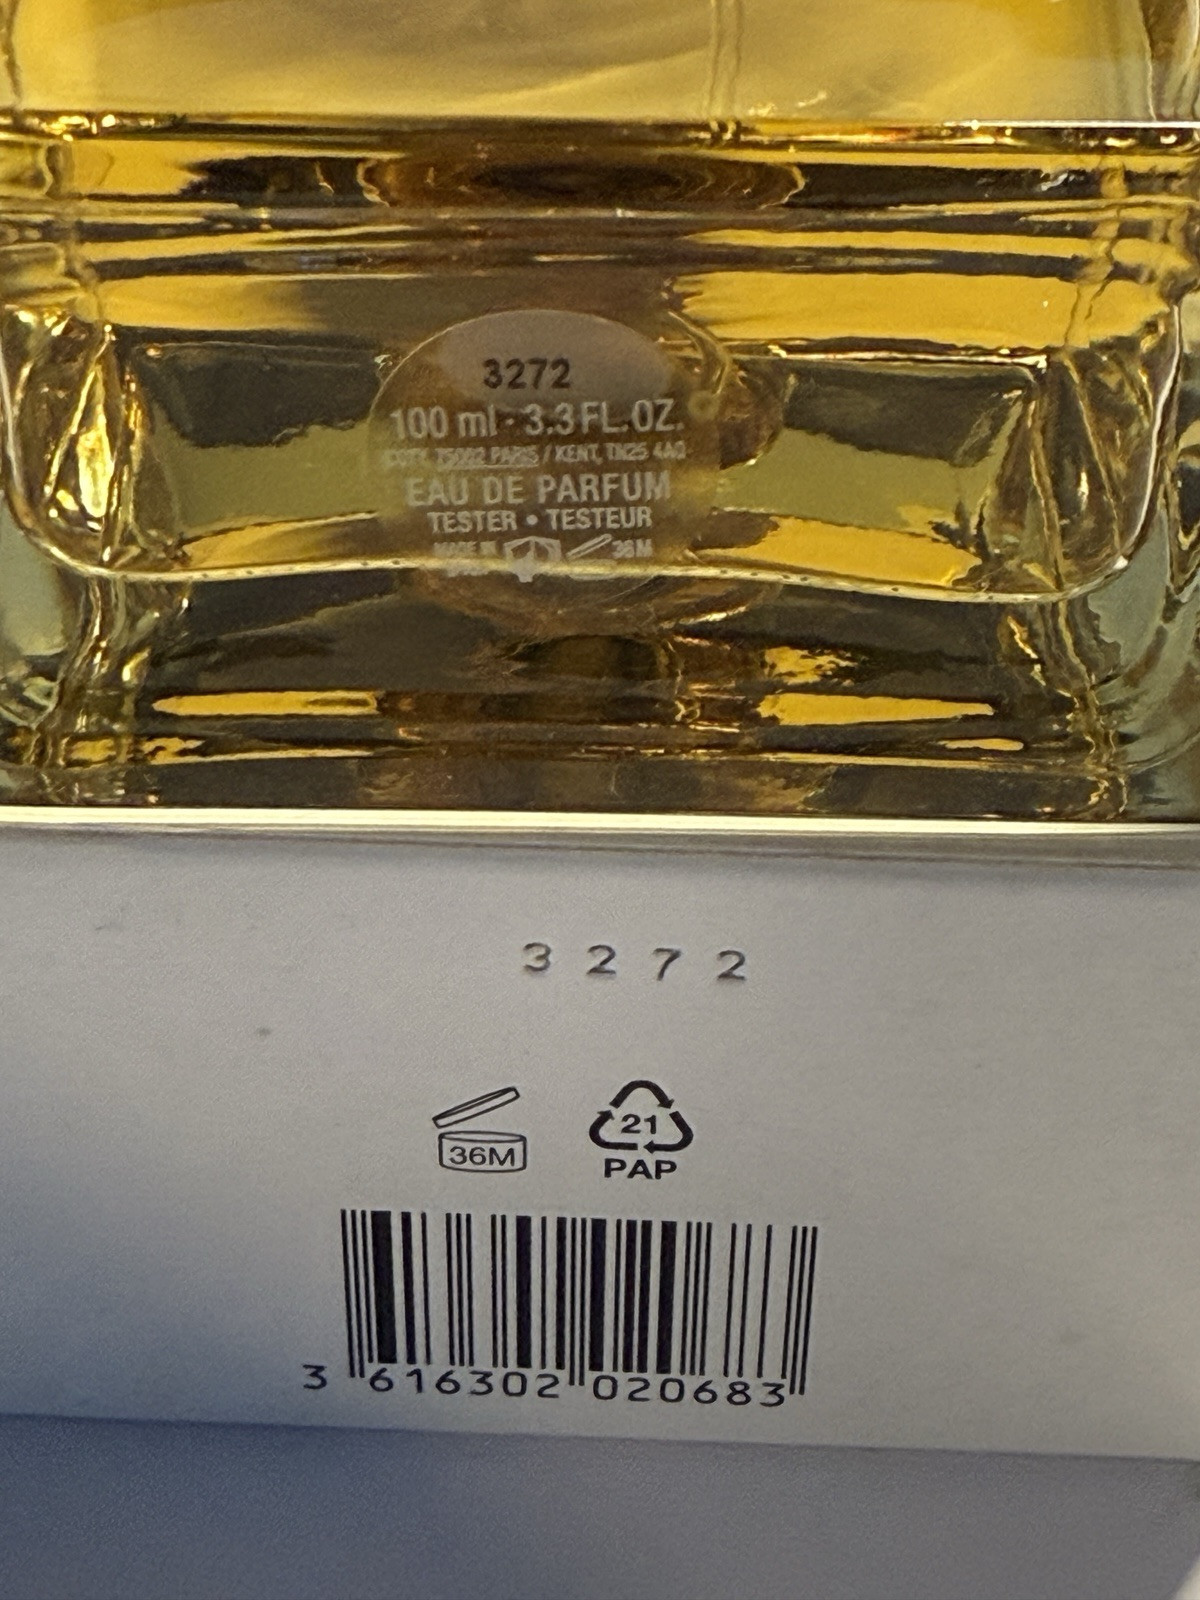 3272
100 ml · 3.3 FL.OZ.
COTY, 75002 PARIS / KENT, TN25 4AQ
EAU DE PARFUM
TESTER • TESTEUR
MADE IN
36M
3272
36M
21
PAP
3 616302 020683